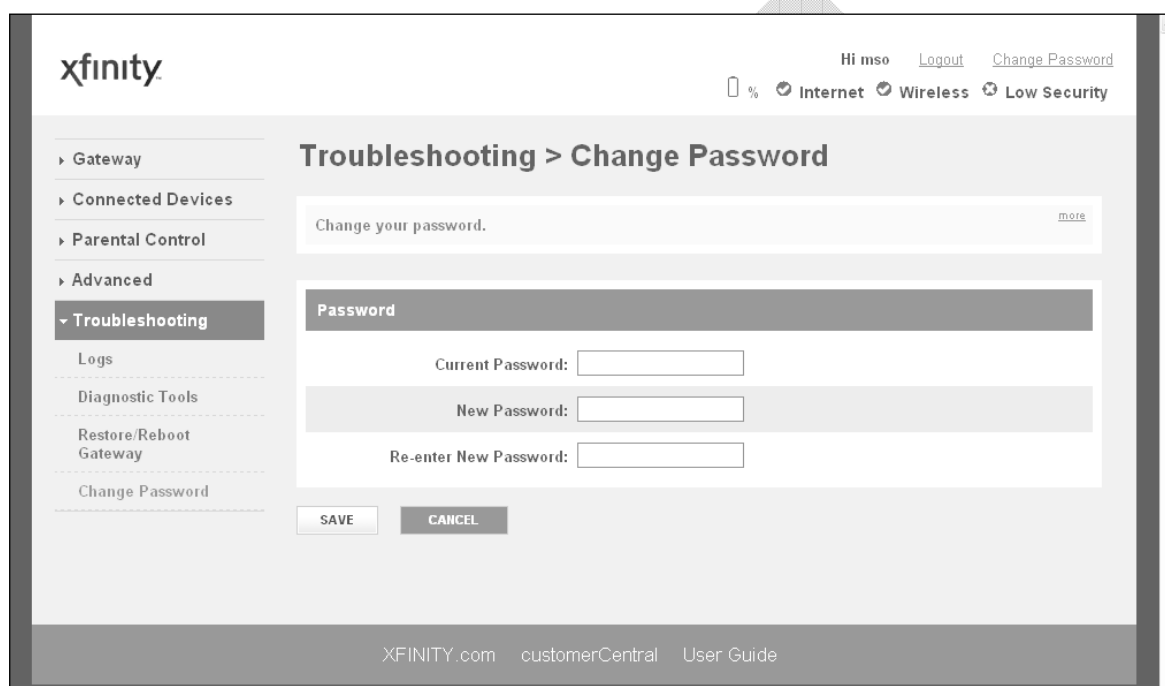 xfinity™
Hi mso Logout Change Password
% Internet Wireless Low Security
Gateway
Connected Devices
Parental Control
Advanced
Troubleshooting
Logs
Diagnostic Tools
Restore/Reboot
Gateway
Change Password
Troubleshooting > Change Password
Change your password. more
Password
Current Password:
New Password:
Re-enter New Password:
SAVE CANCEL
XFINITY.com customerCentral User Guide